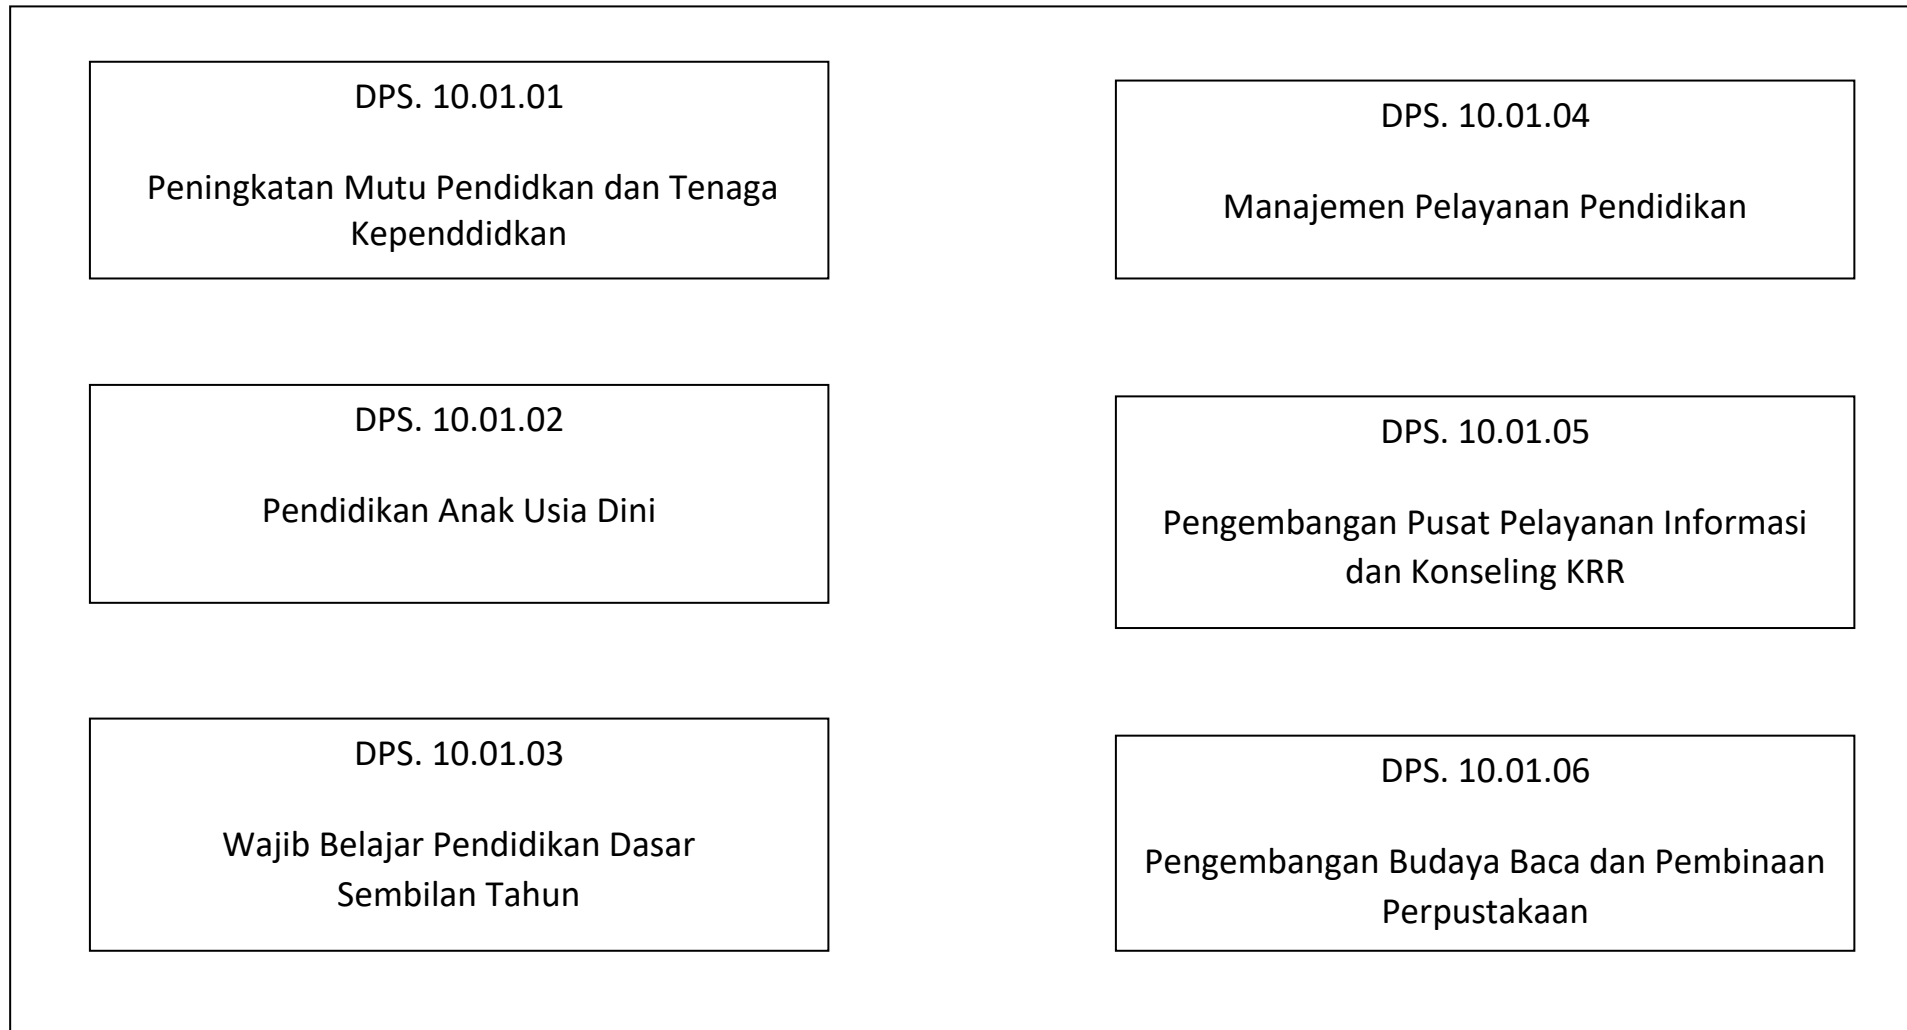 DPS. 10.01.01
Peningkatan Mutu Pendidkan dan Tenaga
Kependdidkan
DPS. 10.01.02
Pendidikan Anak Usia Dini
DPS. 10.01.03
Wajib Belajar Pendidikan Dasar
Sembilan Tahun
DPS. 10.01.04
Manajemen Pelayanan Pendidikan
DPS. 10.01.05
Pengembangan Pusat Pelayanan Informasi
dan Konseling KRR
DPS. 10.01.06
Pengembangan Budaya Baca dan Pembinaan
Perpustakaan